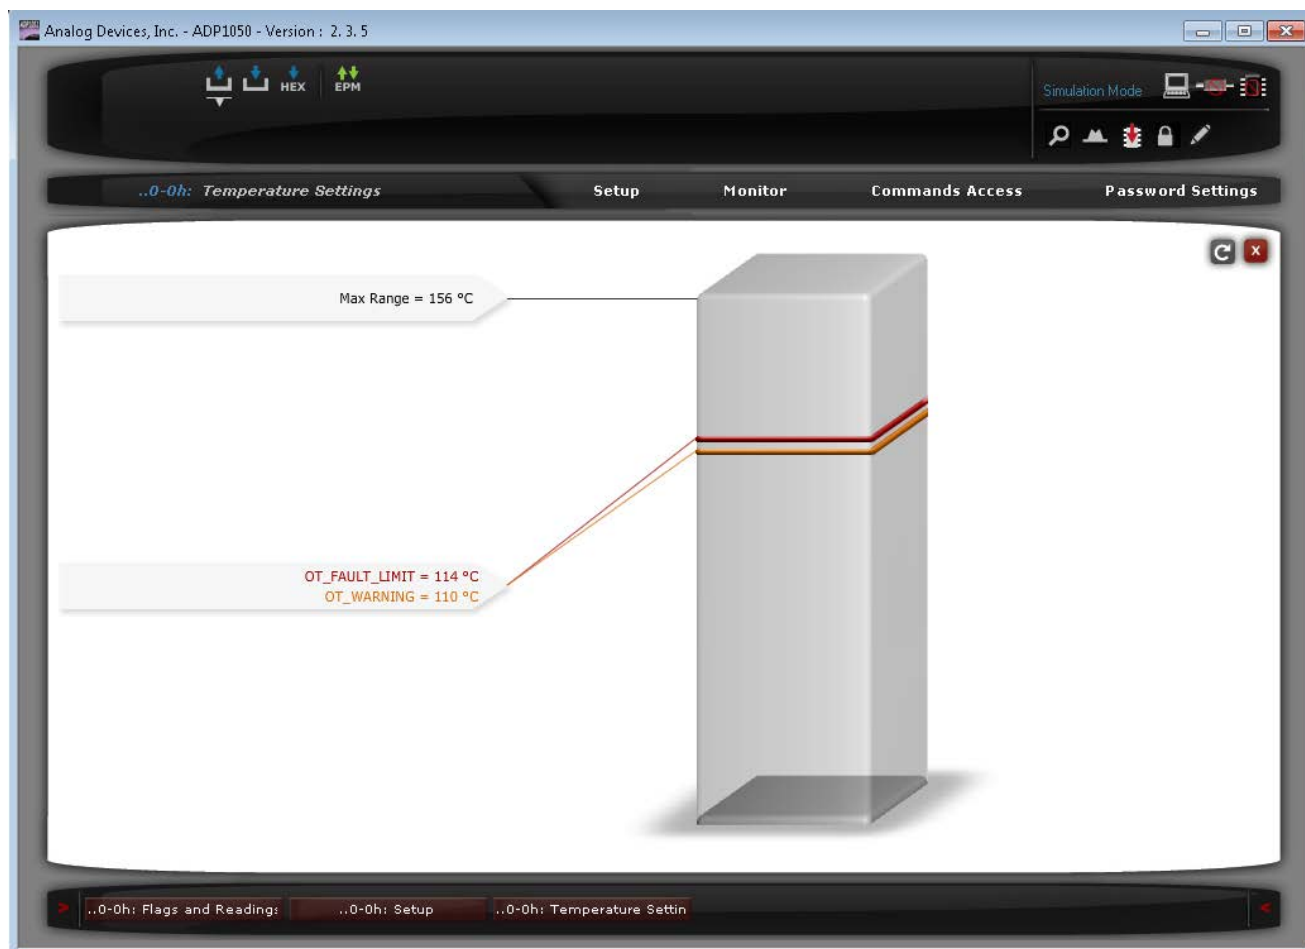 Analog Devices, Inc. - ADP1050 - Version : 2. 3. 5
HEX
EPM
Simulation Mode
..0-0h: Temperature Settings
Setup
Monitor
Commands Access
Password Settings
Max Range = 156 °C
OT_FAULT_LIMIT = 114 °C
OT_WARNING = 110 °C
..0-0h: Flags and Readings
..0-0h: Setup
..0-0h: Temperature Settin